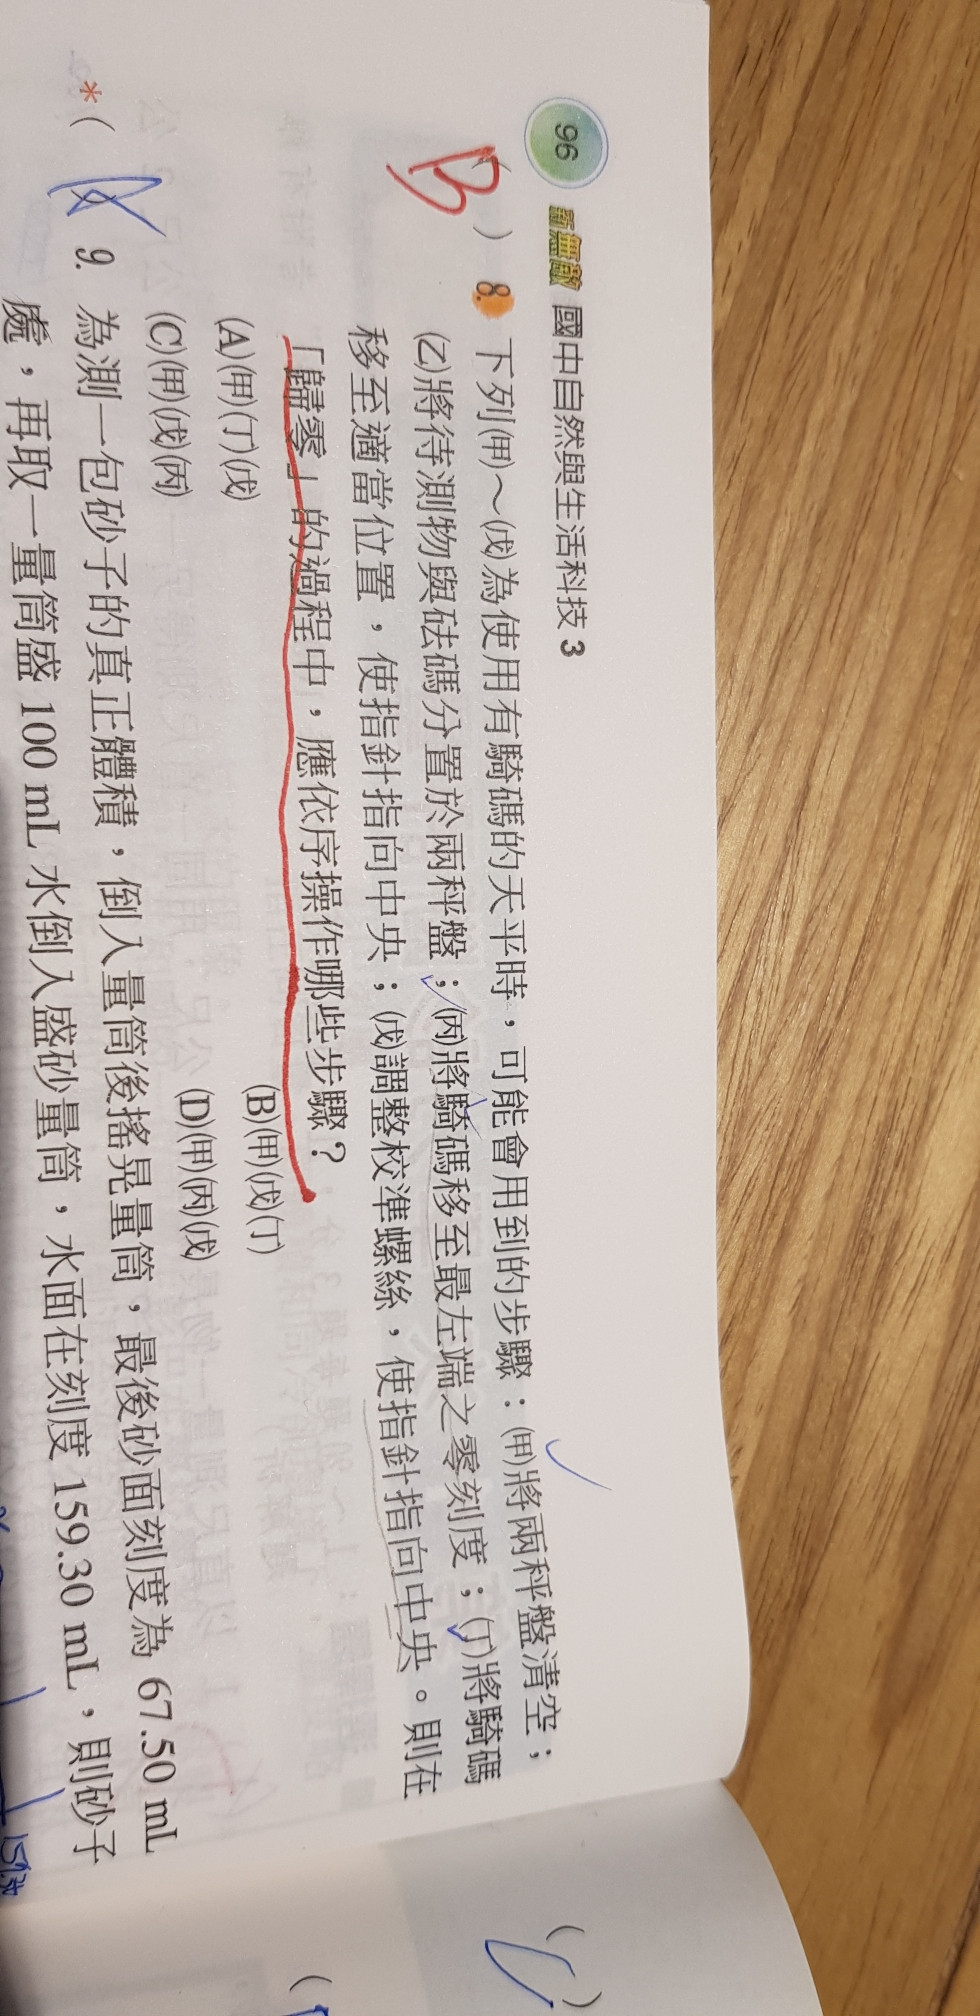 96 新無敵 國中自然與生活科技 3
B ) 8. 下列㈙～㈚為使用有騎碼的天平時，可能會用到的步驟：(甲)將兩秤盤清空；
(乙)將待測物與砝碼分置於兩秤盤；(丙)將騎碼移至最左端之零刻度；(丁)將騎碼
移至適當位置，使指針指向中央；(戊)調整校準螺絲，使指針指向中央。則在
「歸零」的過程中，應依序操作哪些步驟？
(A)(甲)(丁)(戊) (B)(甲)(戊)(丁)
(C)(甲)(戊)(丙) (D)(甲)(丙)(戊)
*( 9. 為測一包砂子的真正體積，倒入量筒後搖晃量筒，最後砂面刻度為 67.50 mL
處，再取一量筒盛 100 mL 水倒入盛砂量筒，水面在刻度 159.30 mL，則砂子
( )
(